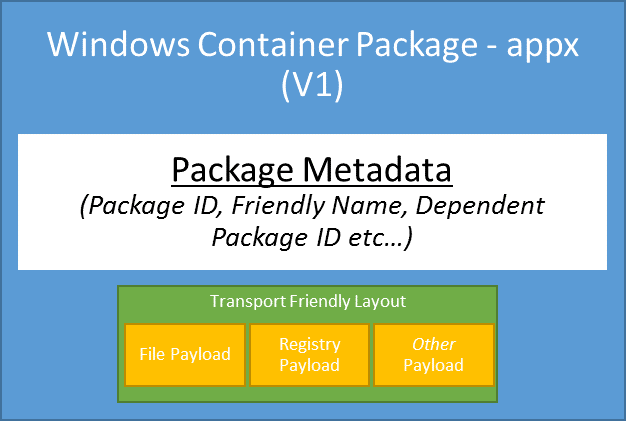 Windows Container Package - appx
(V1)
Package Metadata
(Package ID, Friendly Name, Dependent
Package ID etc…)
Transport Friendly Layout
File Payload
Registry
Payload
Other
Payload